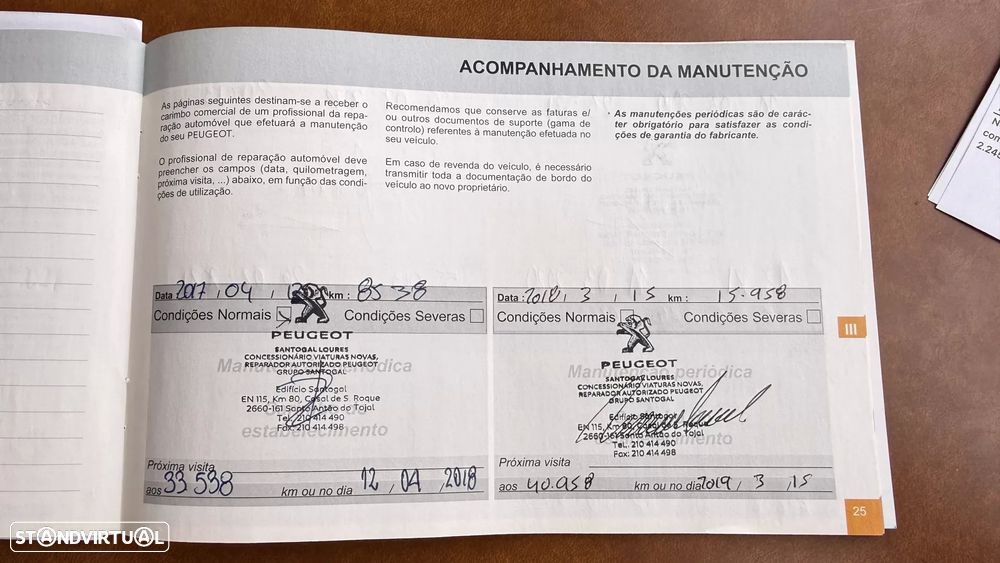 ACOMPANHAMENTO DA MANUTENÇÃO
As páginas seguintes destinam-se a receber o
carimbo comercial de um profissional da repa-
ração automóvel que efetuará a manutenção
do seu PEUGEOT.
O profissional de reparação automóvel deve
preencher os campos (data, quilometragem,
próxima visita, ...) abaixo, em função das condi-
ções de utilização.
Recomendamos que conserve as faturas e/
ou outros documentos de suporte (gama de
controlo) referentes à manutenção efetuada no
seu veículo.
Em caso de revenda do veículo, é necessário
transmitir toda a documentação de bordo do
veículo ao novo proprietário.
• As manutenções periódicas são de carác-
ter obrigatório para satisfazer as condi-
ções de garantia do fabricante.
Data 2017 / 04 / 12 km : 8538
Condições Normais Condições Severas
PEUGEOT
SANTOGAL LOURES
CONCESSIONÁRIO VIATURAS NOVAS,
REPARADOR AUTORIZADO PEUGEOT
GRUPO SANTOGAL
Manutenção periódica
Edifício Santogal
EN 115, Km 80, Casal de S. Roque
2660-161 Santo Antão do Tojal
Tel.: 210 414 490
Fax: 210 414 498
estabelecimento
Próxima visita
aos 33 538 km ou no dia 12 / 04 / 2018
Data : 2018 / 3 / 15 km : 15.958
Condições Normais Condições Severas
PEUGEOT
Manutenção periódica
SANTOGAL LOURES
CONCESSIONÁRIO VIATURAS NOVAS,
REPARADOR AUTORIZADO PEUGEOT
GRUPO SANTOGAL
Edifício Santogal
EN 115, Km 80, Casal de S. Roque
2660-161 Santo Antão do Tojal
Tel.: 210 414 490
Fax: 210 414 498
Próxima visita
aos 40.958 km ou no dia 2019 / 3 / 15
III
25
N
com
2.245
STANDVIRTUAL